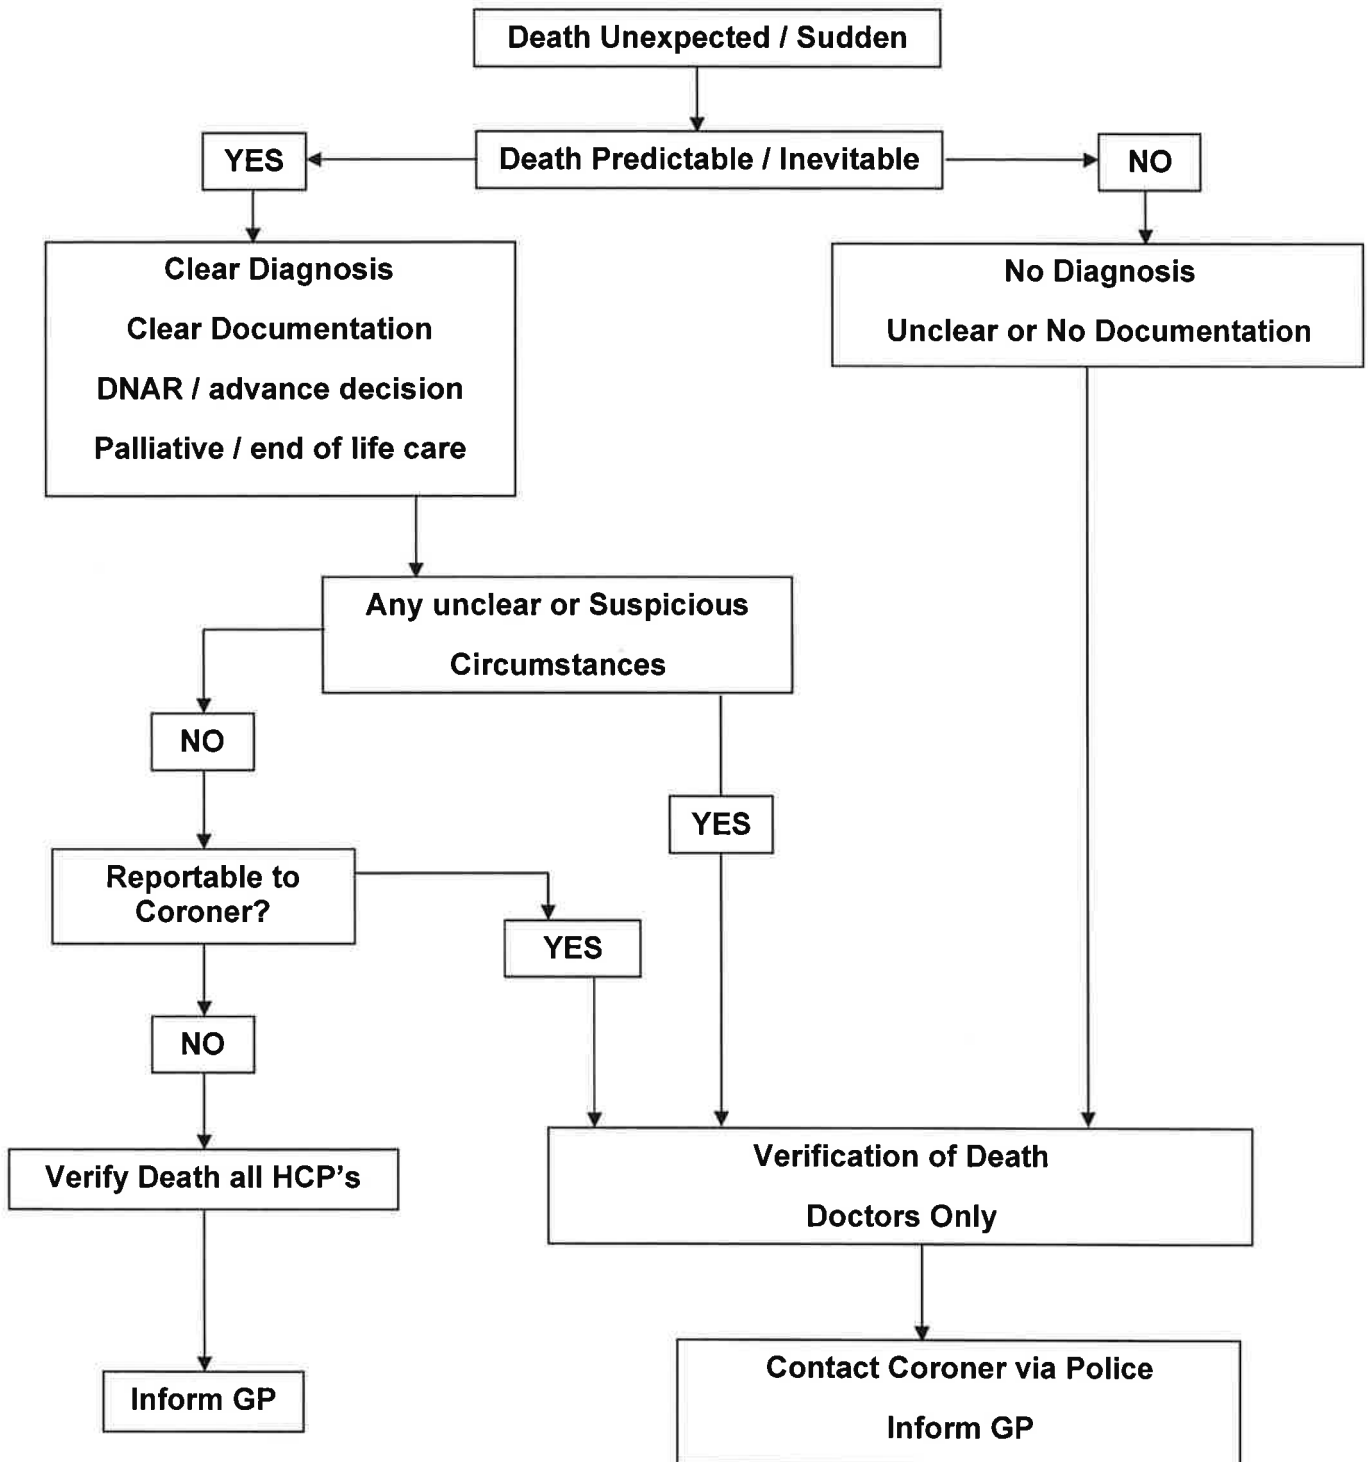 Death Unexpected / Sudden
YES
Death Predictable / Inevitable
NO
Clear Diagnosis
Clear Documentation
DNAR / advance decision
Palliative / end of life care
No Diagnosis
Unclear or No Documentation
Any unclear or Suspicious
Circumstances
NO
YES
Reportable to
Coroner?
YES
NO
Verify Death all HCP’s
Verification of Death
Doctors Only
Inform GP
Contact Coroner via Police
Inform GP